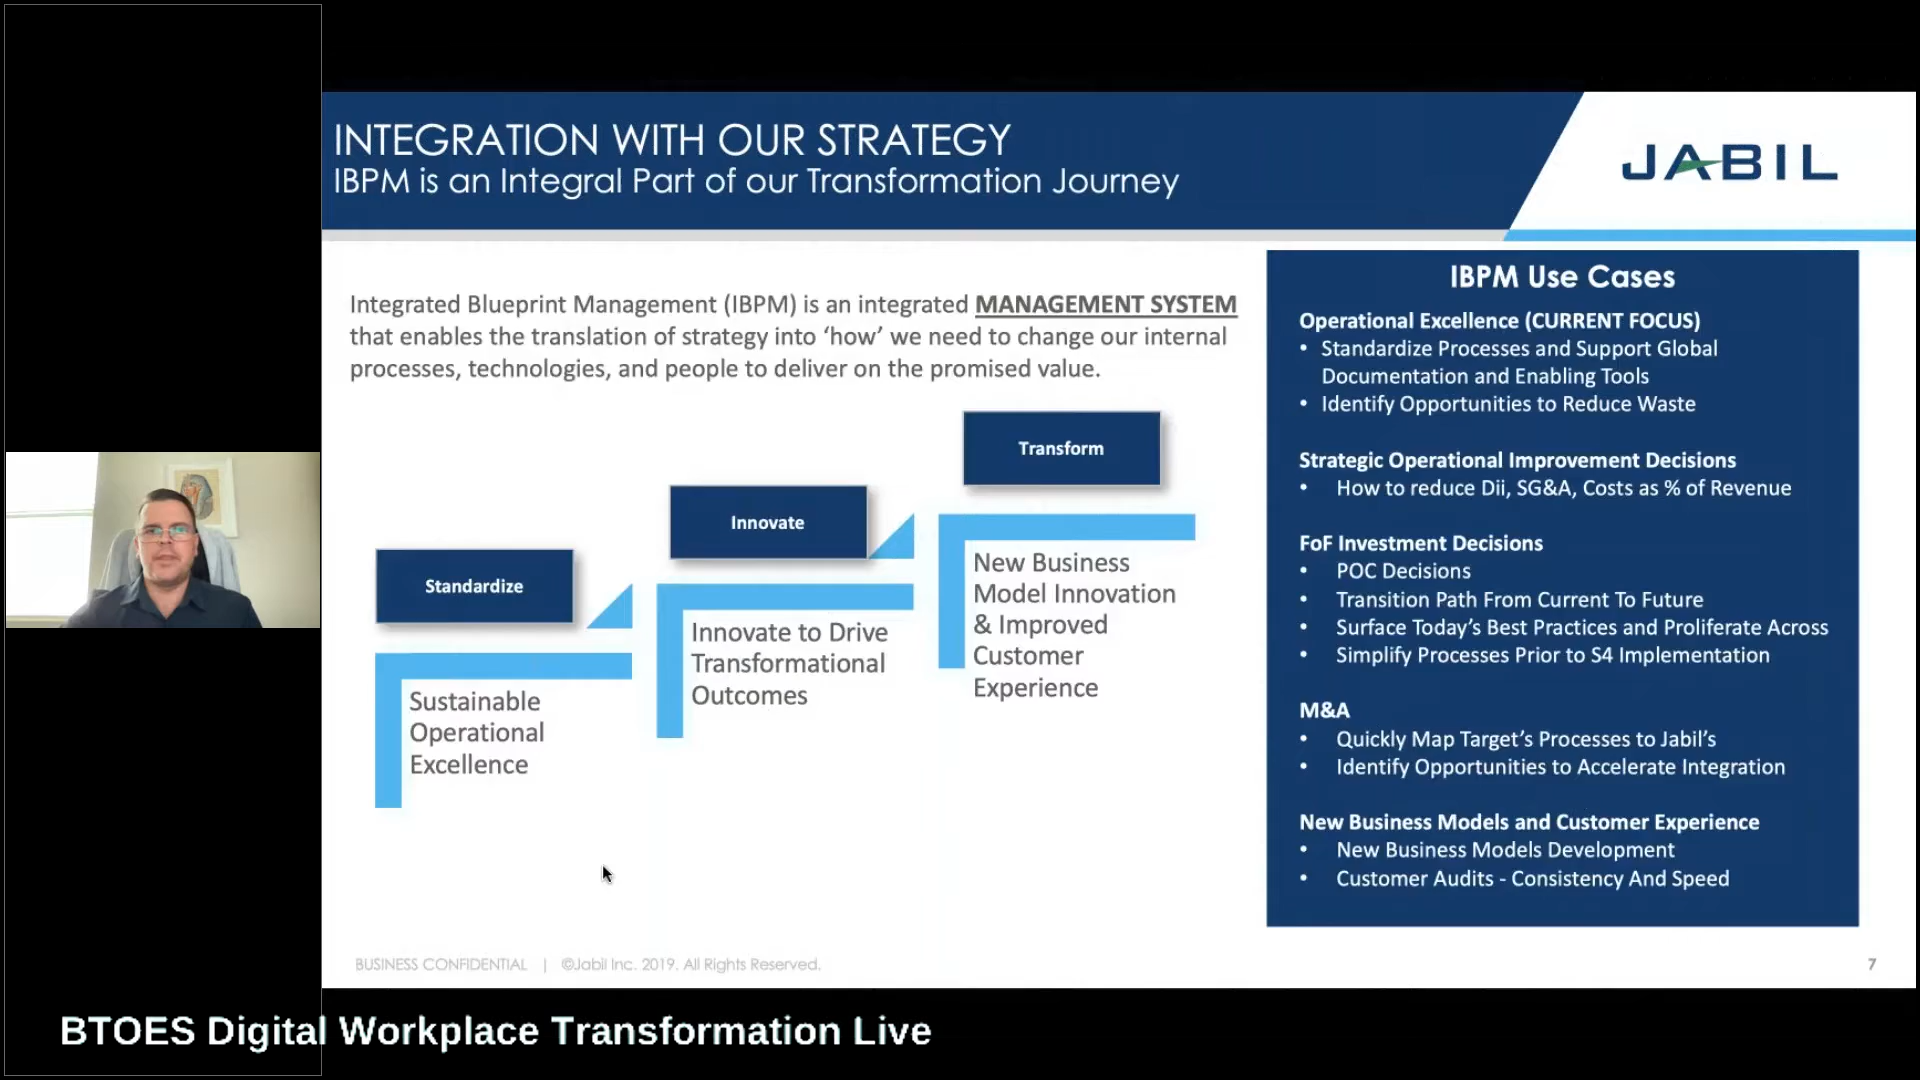 INTEGRATION WITH OUR STRATEGY
IBPM is an Integral Part of our Transformation Journey
JABIL
Integrated Blueprint Management (IBPM) is an integrated MANAGEMENT SYSTEM
that enables the translation of strategy into ‘how’ we need to change our internal
processes, technologies, and people to deliver on the promised value.
Standardize
Sustainable
Operational
Excellence
Innovate
Innovate to Drive
Transformational
Outcomes
Transform
New Business
Model Innovation
& Improved
Customer
Experience
IBPM Use Cases
Operational Excellence (CURRENT FOCUS)
• Standardize Processes and Support Global
Documentation and Enabling Tools
• Identify Opportunities to Reduce Waste
Strategic Operational Improvement Decisions
• How to reduce Dii, SG&A, Costs as % of Revenue
FoF Investment Decisions
• POC Decisions
• Transition Path From Current To Future
• Surface Today’s Best Practices and Proliferate Across
• Simplify Processes Prior to S4 Implementation
M&A
• Quickly Map Target’s Processes to Jabil’s
• Identify Opportunities to Accelerate Integration
New Business Models and Customer Experience
• New Business Models Development
• Customer Audits - Consistency And Speed
BUSINESS CONFIDENTIAL | ©Jabil Inc. 2019. All Rights Reserved.
7
BTOES Digital Workplace Transformation Live